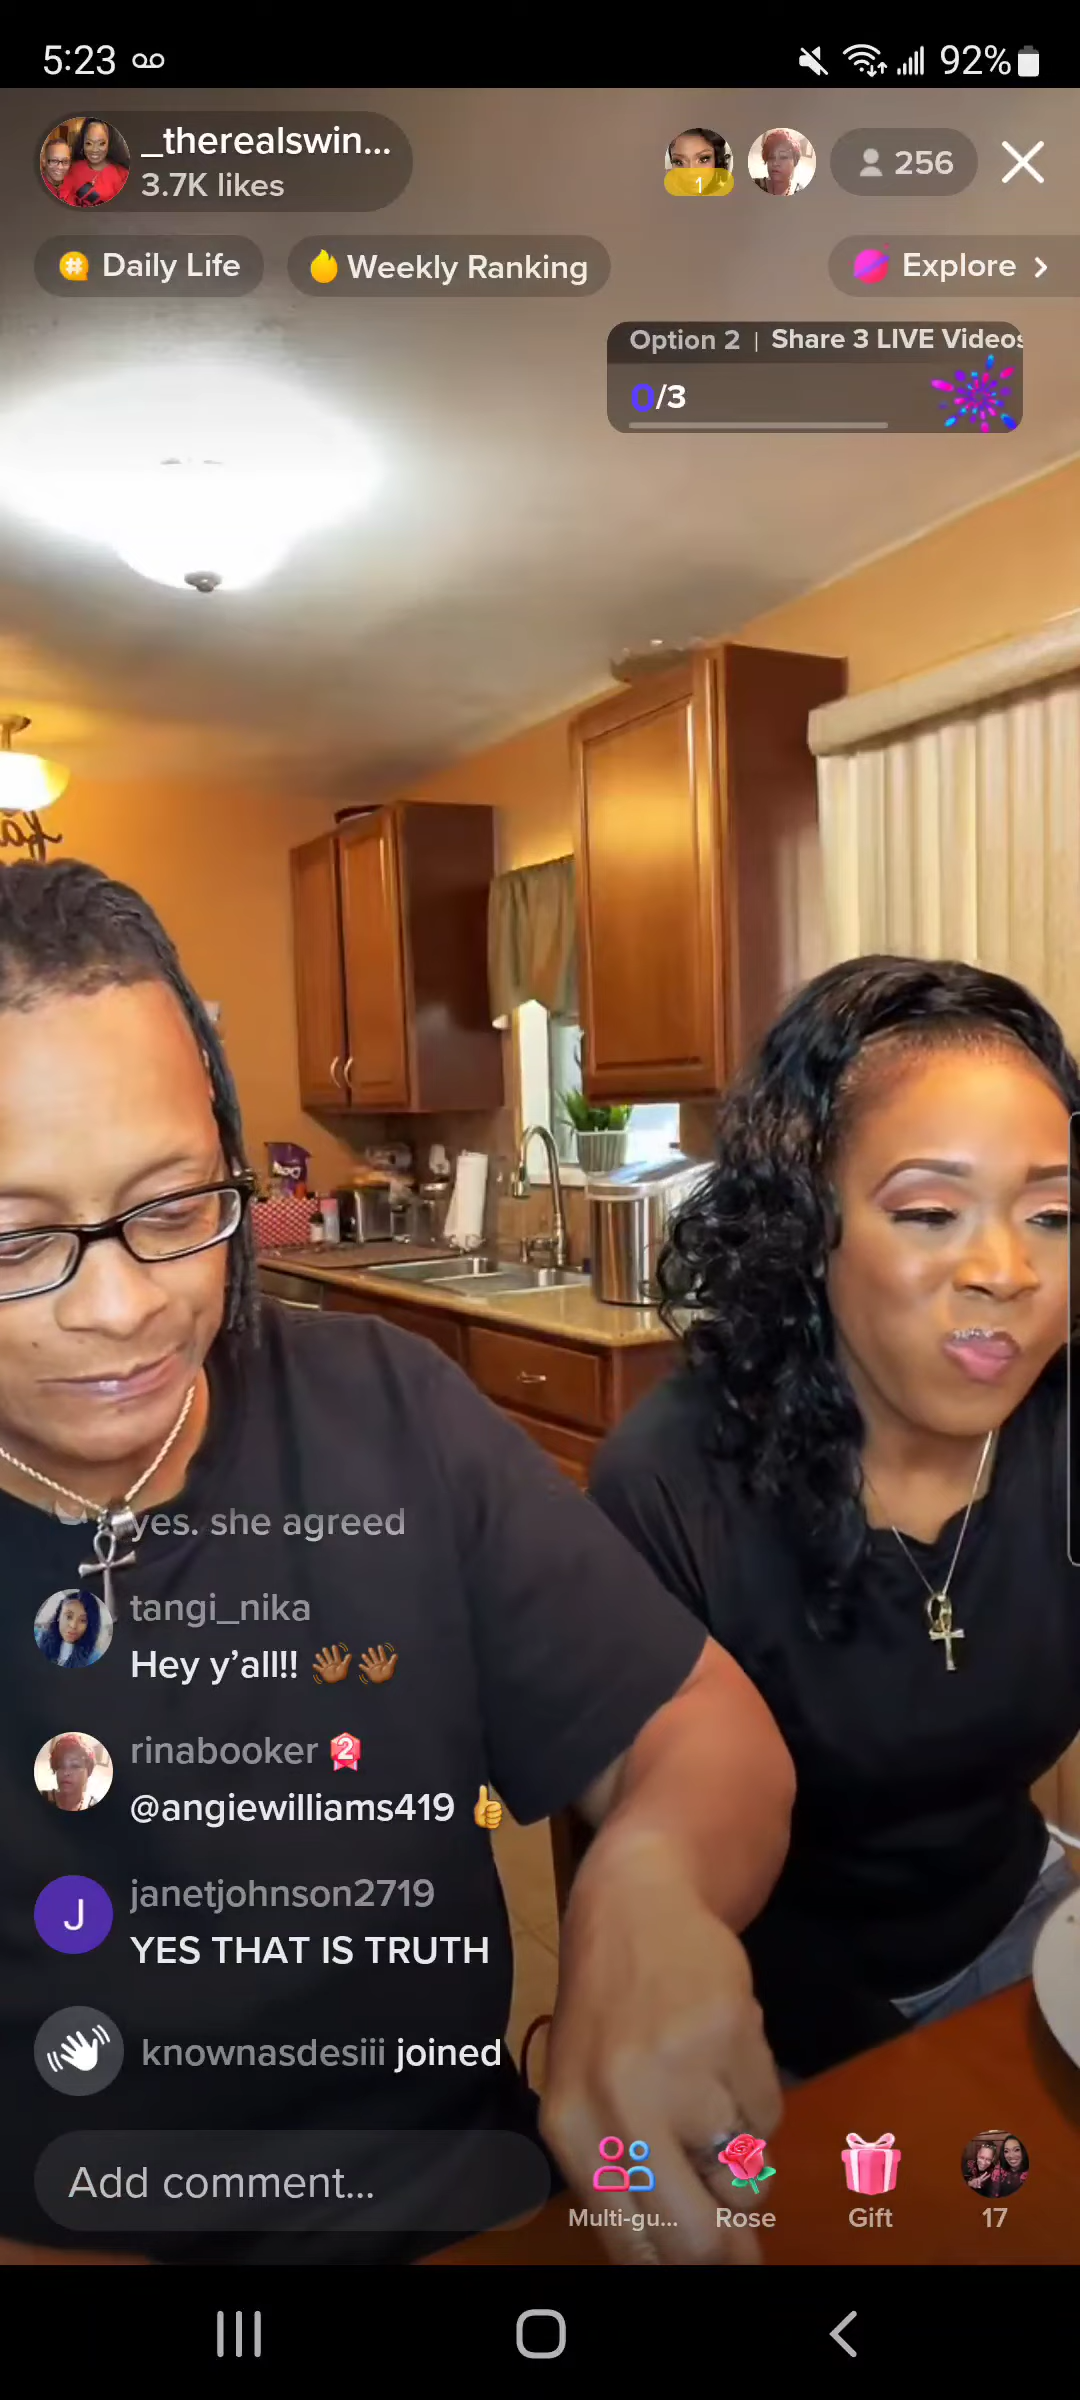 5:23
92%
_therealswin...
3.7K likes
1
256
Daily Life
Weekly Ranking
Explore >
Option 2 | Share 3 LIVE Videos
0/3
yes. she agreed
tangi_nika
Hey y’all!! 👋🏾👋🏾
rinabooker 2
@angiewilliams419 👍
J
janetjohnson2719
YES THAT IS TRUTH
knownasdesiii joined
Add comment...
Multi-gu...
Rose
Gift
17